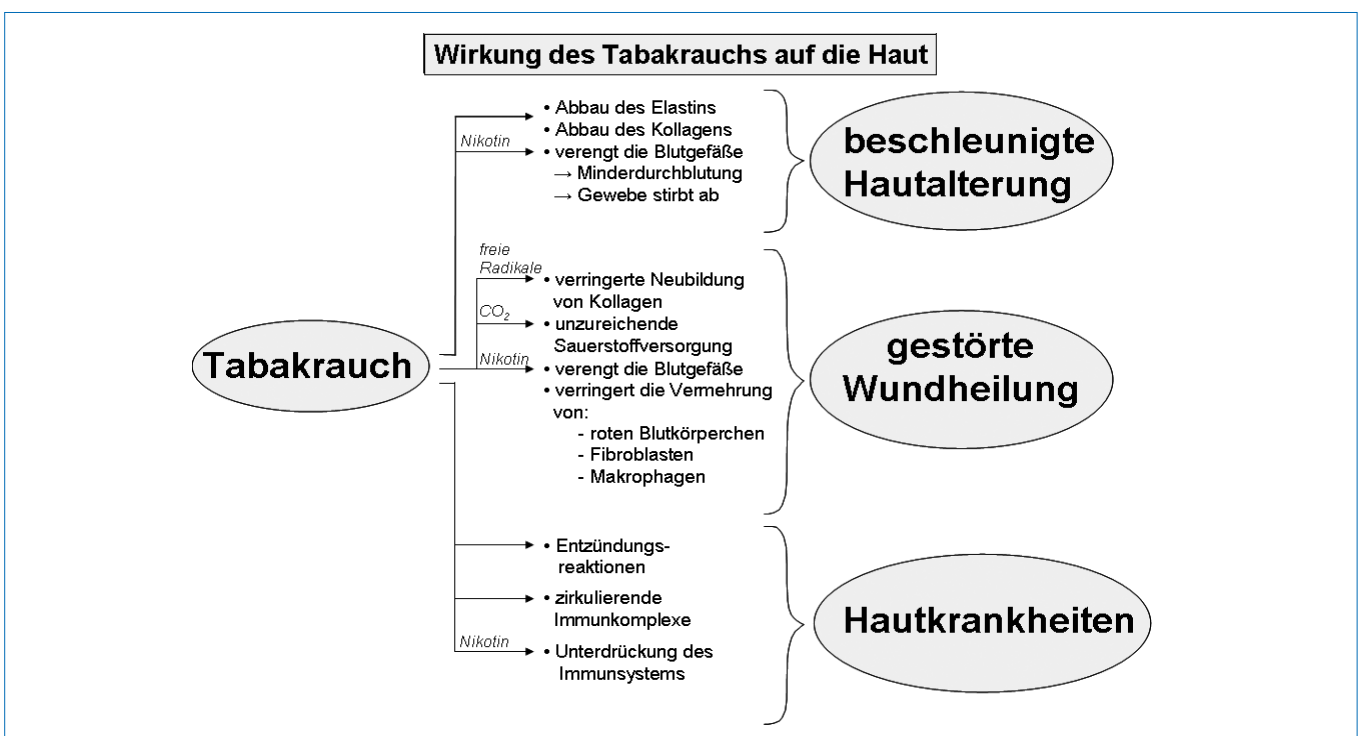 Wirkung des Tabakrauchs auf die Haut
• Abbau des Elastins
• Abbau des Kollagens
Nikotin
• verengt die Blutgefäße
→ Minderdurchblutung
→ Gewebe stirbt ab
beschleunigte
Hautalterung
Tabakrauch
freie
Radikale
• verringerte Neubildung
von Kollagen
CO₂
• unzureichende
Sauerstoffversorgung
Nikotin
• verengt die Blutgefäße
• verringert die Vermehrung
von:
- roten Blutkörperchen
- Fibroblasten
- Makrophagen
gestörte
Wundheilung
• Entzündungs-
reaktionen
• zirkulierende
Immunkomplexe
Nikotin
• Unterdrückung des
Immunsystems
Hautkrankheiten